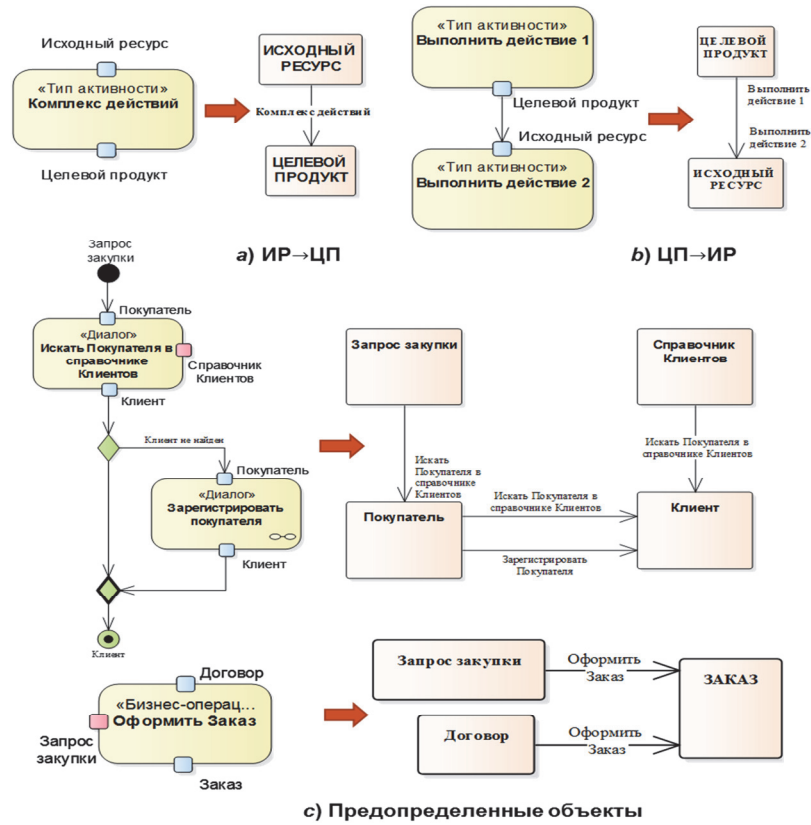 Исходный ресурс
«Тип активности»
Комплекс действий
Целевой продукт
ИСХОДНЫЙ
РЕСУРС
Комплекс действий
ЦЕЛЕВОЙ
ПРОДУКТ
a) ИР→ЦП
«Тип активности»
Выполнить действие 1
Целевой продукт
Исходный ресурс
«Тип активности»
Выполнить действие 2
ЦЕЛЕВОЙ
ПРОДУКТ
Выполнить
действие 1
Выполнить
действие 2
ИСХОДНЫЙ
РЕСУРС
b) ЦП→ИР
Запрос
закупки
Покупатель
«Диалог»
Искать Покупателя в
справочнике
Клиентов
Справочник
Клиентов
Клиент
Клиент не найден
Покупатель
«Диалог»
Зарегистрировать
покупателя
Клиент
Клиент
Запрос закупки
Справочник
Клиентов
Искать
Покупателя в
справочнике
Клиентов
Искать Покупателя в
справочнике Клиентов
Покупатель
Искать Покупателя в
справочнике Клиентов
Клиент
Зарегистрировать
Покупателя
Договор
«Бизнес-операц...
Оформить Заказ
Запрос
закупки
Заказ
Запрос закупки
Оформить
Заказ
ЗАКАЗ
Договор
Оформить
Заказ
c) Предопределенные объекты